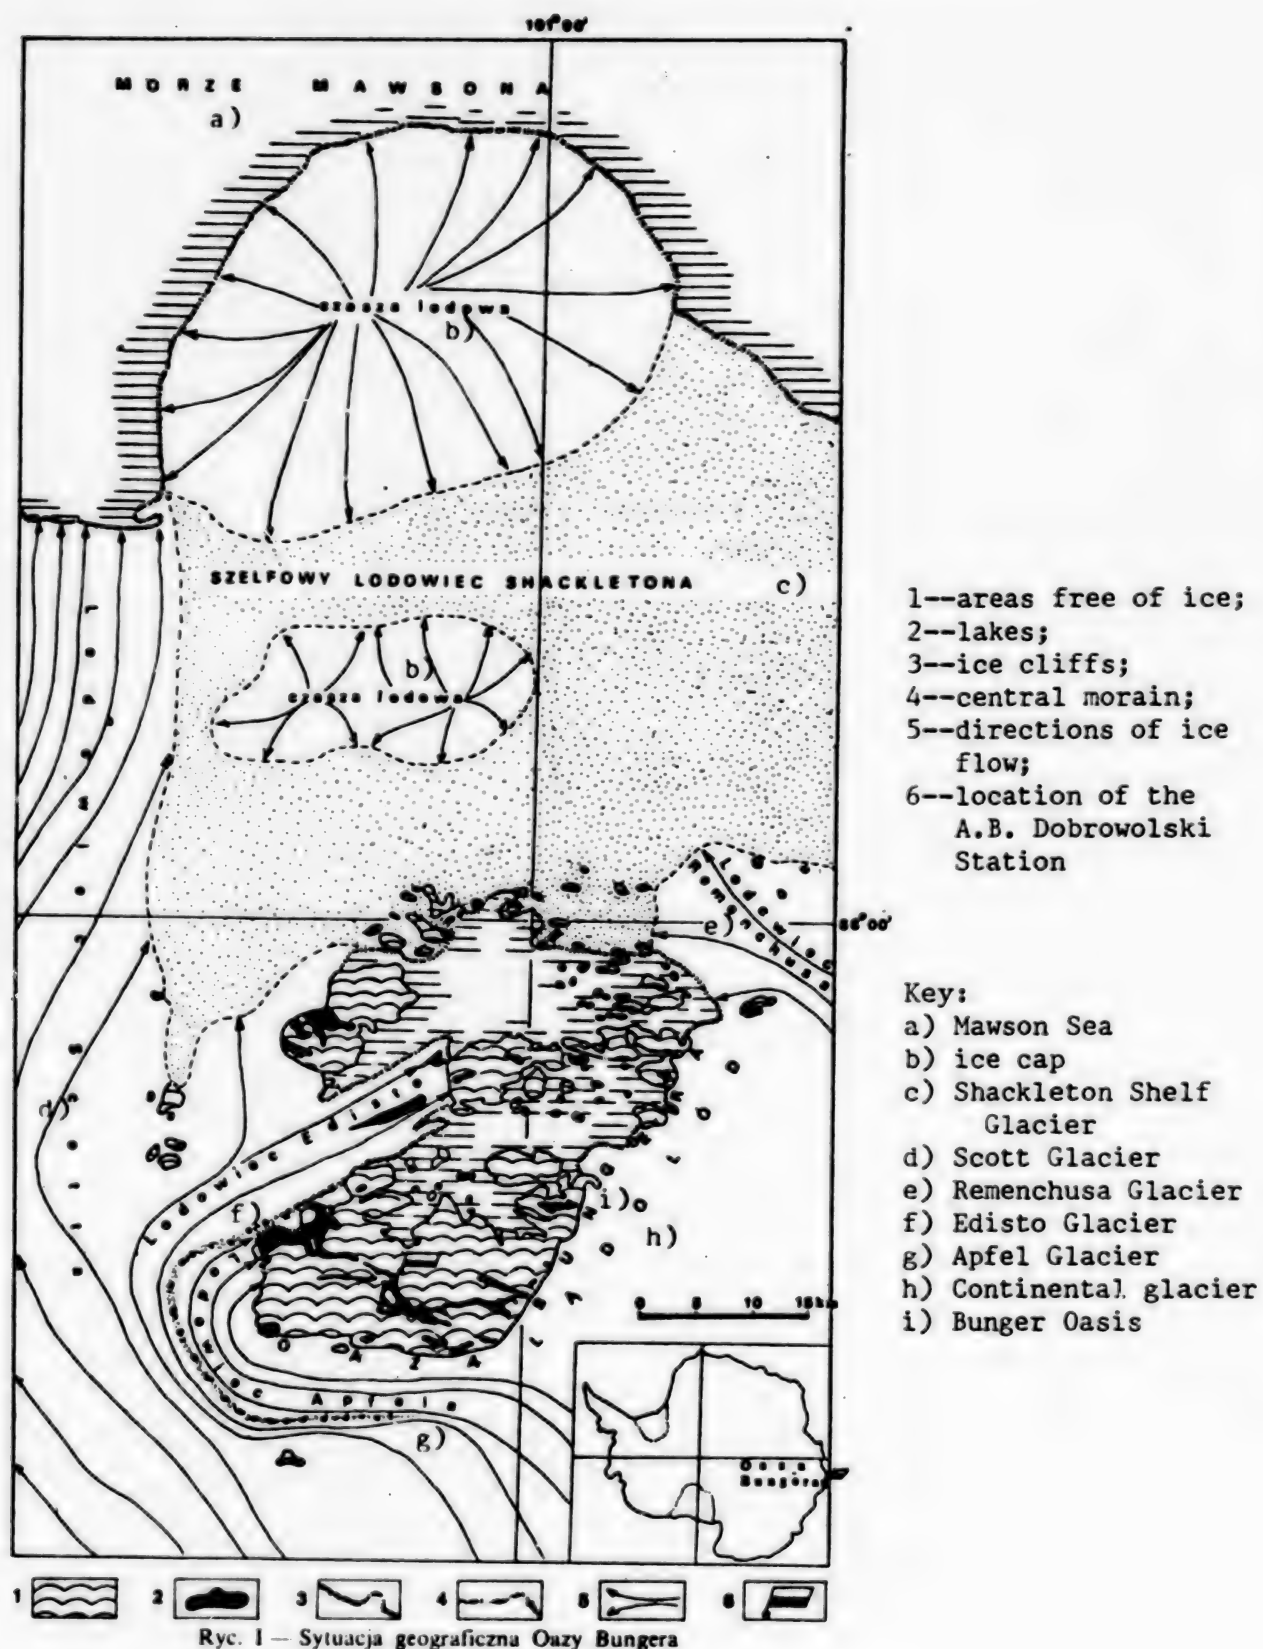 101°00'
MORZE MAWSONA
a)
czasza lodowa
b)
SZELFOWY LODOWIEC SHACKLETONA c)
b)
czasza lodowa
Lodowiec
e)
66°00'
d)
Lodowiec Edisto
f)
i)
h)
0 5 10 15km
OAZA
Lodowiec Apfela
g)
Oaza
Bungera
1 2 3 4 5 6
Ryc. 1 — Sytuacja geograficzna Oazy Bungera
1--areas free of ice;
2--lakes;
3--ice cliffs;
4--central morain;
5--directions of ice
flow;
6--location of the
A.B. Dobrowolski
Station
Key:
a) Mawson Sea
b) ice cap
c) Shackleton Shelf
Glacier
d) Scott Glacier
e) Remenchusa Glacier
f) Edisto Glacier
g) Apfel Glacier
h) Continental glacier
i) Bunger Oasis